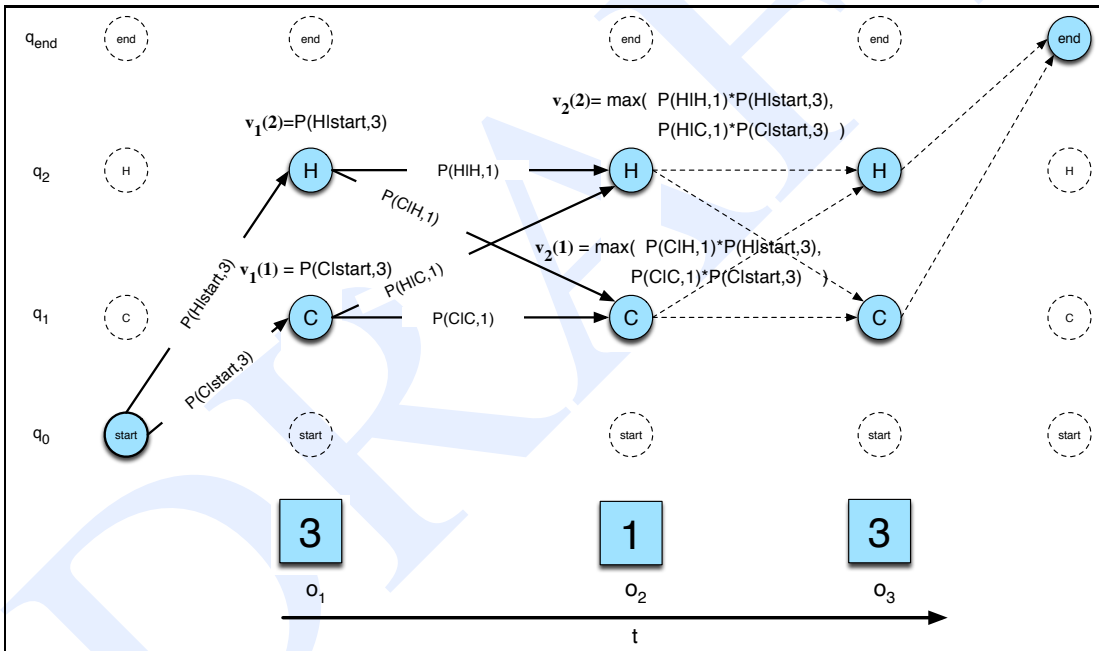 q_end end end end end end
v_1(2)=P(H|start,3)
v_2(2)= max( P(H|H,1)*P(H|start,3),
P(H|C,1)*P(C|start,3) )
q_2 H H P(H|H,1) H H H
P(C|H,1)
v_1(1) = P(C|start,3)
P(H|C,1)
v_2(1) = max( P(C|H,1)*P(H|start,3),
P(C|C,1)*P(C|start,3) )
P(H|start,3)
q_1 C C P(C|C,1) C C C
P(C|start,3)
q_0 start start start start start
3 1 3
o_1 o_2 o_3
t
DRAFT